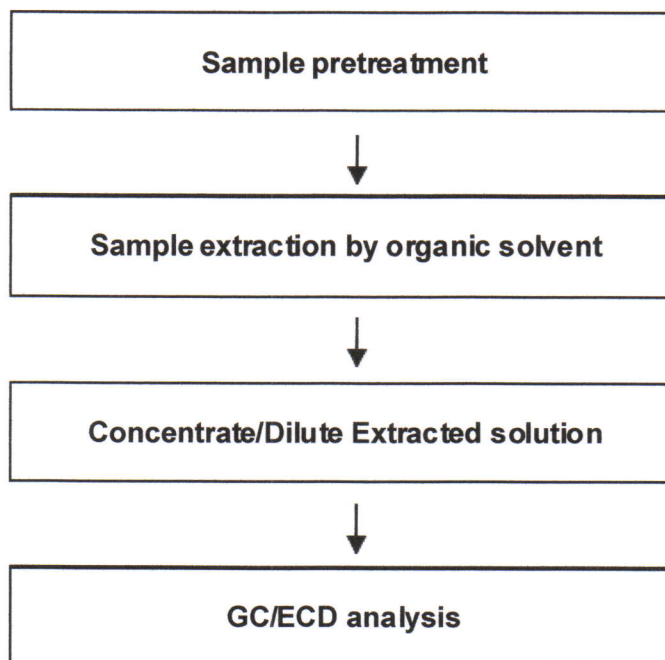 Sample pretreatment
Sample extraction by organic solvent
Concentrate/Dilute Extracted solution
GC/ECD analysis